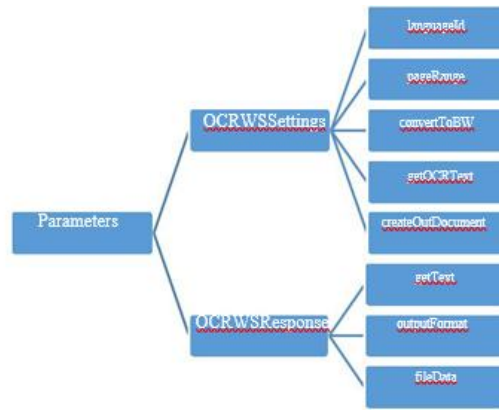 languageId
pageRange
OCRWSSettings
convertToBW
getOCRText
Parameters
createOutDocument
getText
OCRWSResponse
outputFormat
fileData